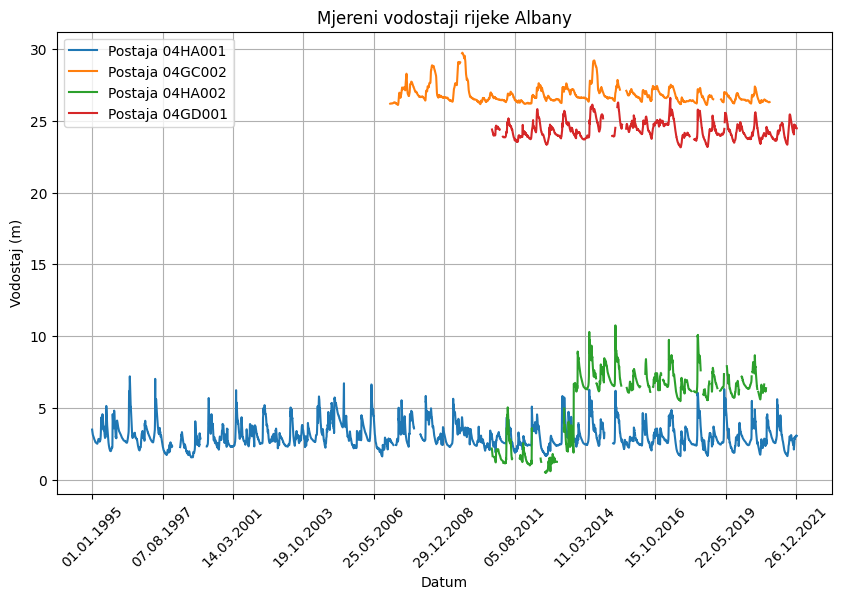 Mjereni vodostaji rijeke Albany
Postaja 04HA001
Postaja 04GC002
Postaja 04HA002
Postaja 04GD001
Vodostaj (m)
30
25
20
15
10
5
0
01.01.1995
07.08.1997
14.03.2001
19.10.2003
25.05.2006
29.12.2008
05.08.2011
11.03.2014
15.10.2016
22.05.2019
26.12.2021
Datum